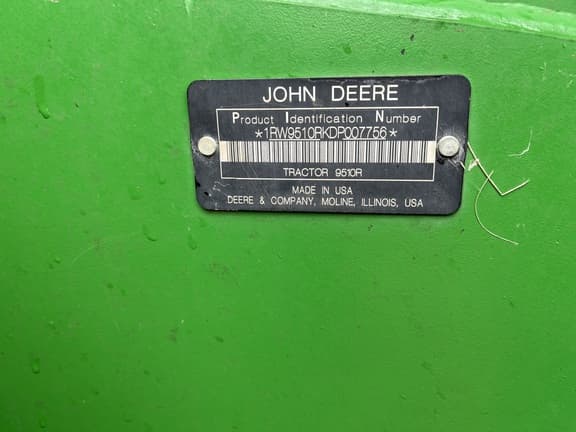 JOHN DEERE
Product Identification Number
*1RW9510RKDP007756*
TRACTOR 9510R
MADE IN USA
DEERE & COMPANY, MOLINE, ILLINOIS, USA